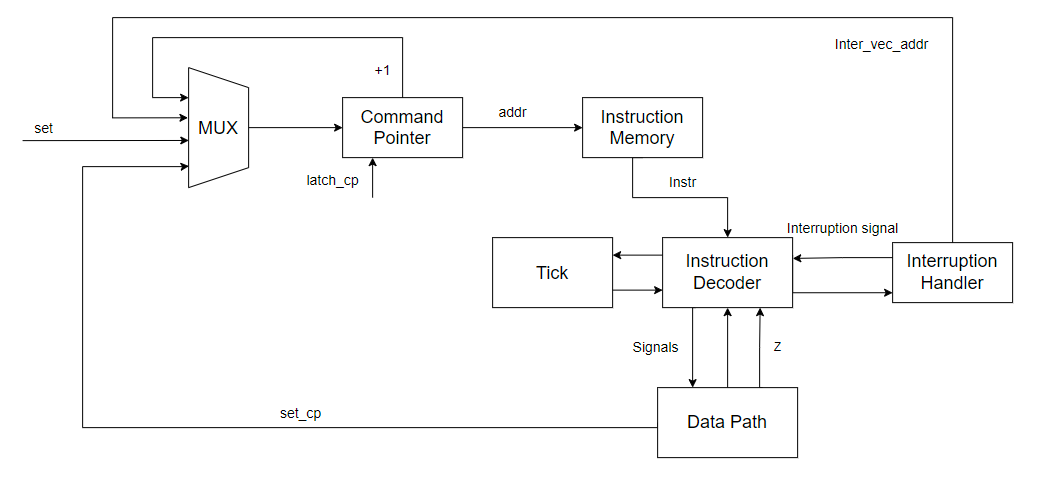 Inter_vec_addr
+1
set
MUX
Command
Pointer
addr
Instruction
Memory
latch_cp
Instr
Interruption signal
Tick
Instruction
Decoder
Interruption
Handler
Signals
Z
set_cp
Data Path